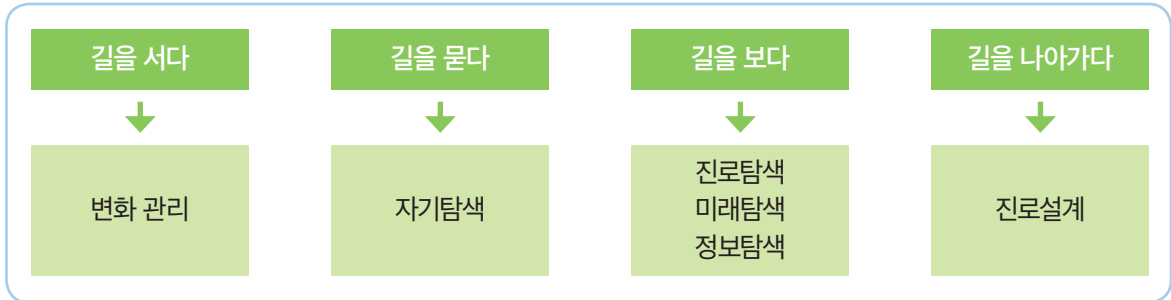 길을 서다
길을 묻다
길을 보다
길을 나아가다
변화 관리
자기탐색
진로탐색
미래탐색
정보탐색
진로설계